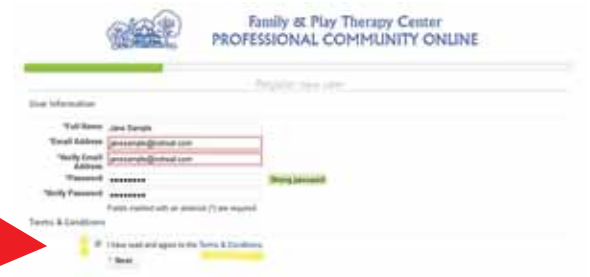 Family & Play Therapy Center
PROFESSIONAL COMMUNITY ONLINE
Register new user
User Information
*Full Name Jane Sample
*Email Address janesample@hotmail.com
*Verify Email Address janesample@hotmail.com
*Password ••••••••• Strong password
*Verify Password •••••••••
Fields marked with an asterisk (*) are required.
Terms & Conditions
I have read and agree to the Terms & Conditions.
Next